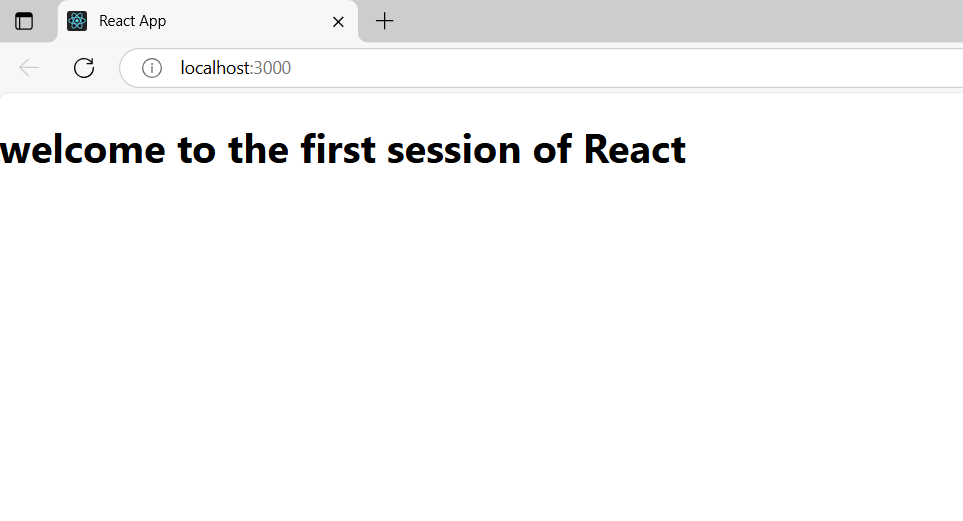 React App
localhost:3000
welcome to the first session of React